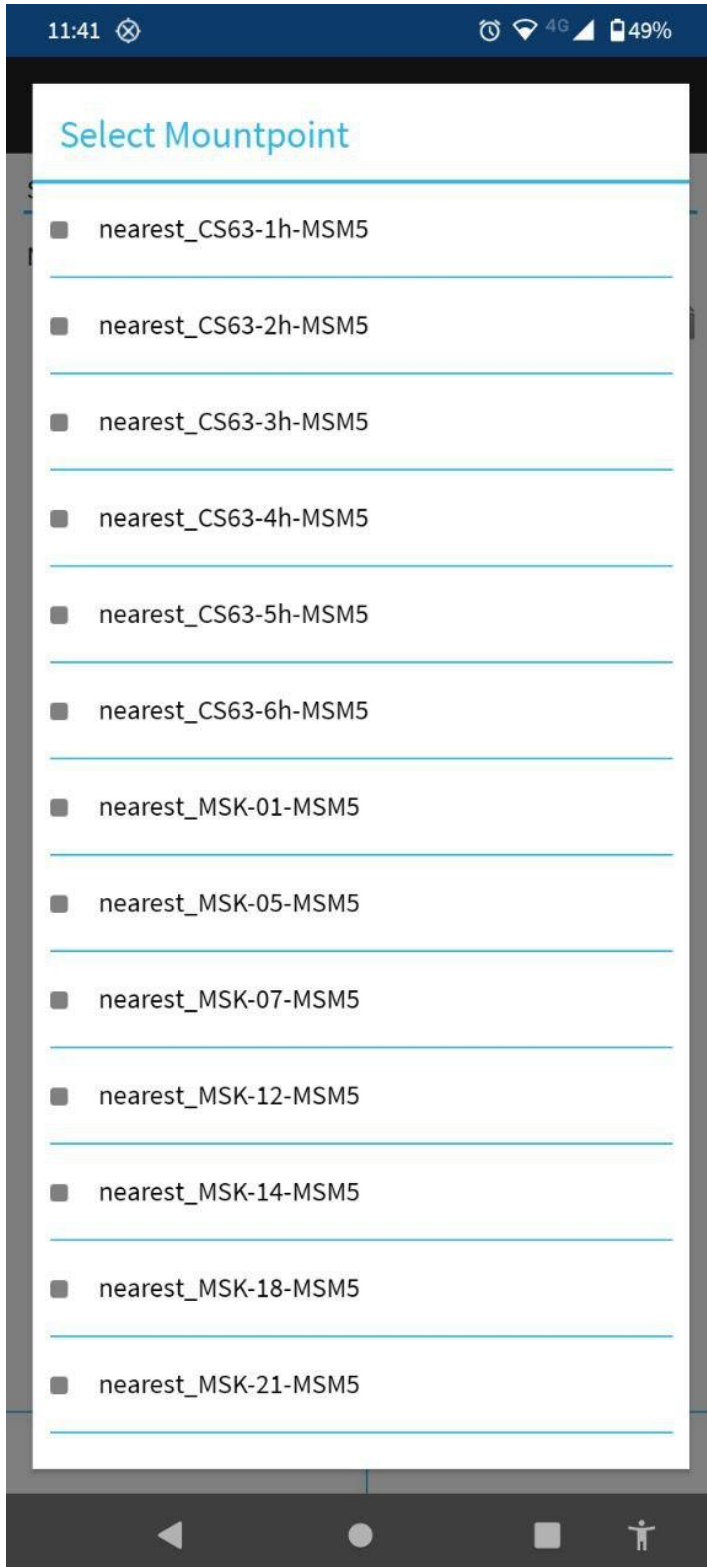 11:41
4G 49%
Select Mountpoint
nearest_CS63-1h-MSM5
nearest_CS63-2h-MSM5
nearest_CS63-3h-MSM5
nearest_CS63-4h-MSM5
nearest_CS63-5h-MSM5
nearest_CS63-6h-MSM5
nearest_MSK-01-MSM5
nearest_MSK-05-MSM5
nearest_MSK-07-MSM5
nearest_MSK-12-MSM5
nearest_MSK-14-MSM5
nearest_MSK-18-MSM5
nearest_MSK-21-MSM5